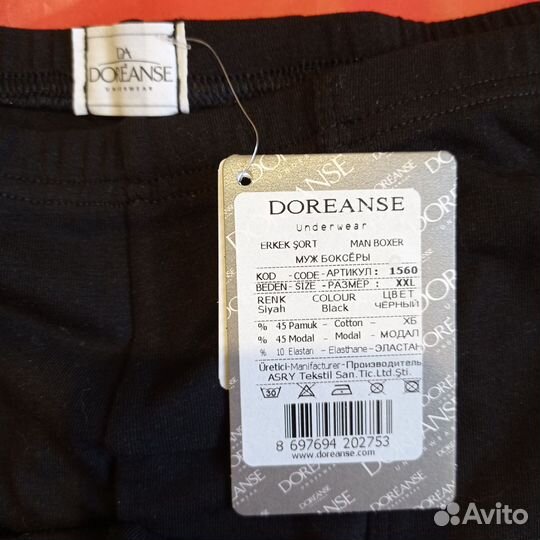 DA
DOREANSE
UNDERWEAR
DOREANSE
Underwear
ERKEK ŞORT MAN BOXER
МУЖ БОКСЁРЫ
KOD - CODE - АРТИКУЛ : 1560
BEDEN - SIZE - РАЗМЕР : XXL
RENK COLOUR ЦВЕТ
Siyah Black ЧЁРНЫЙ
% 45 Pamuk - Cotton - ХБ
% 45 Modal - Modal - МОДАЛ
% 10 Elastan - Elasthane - ЭЛАСТАН
Üretici-Manifacturer-Производитель
ASRY Tekstil San.Tic.Ltd.Şti.
30
8 697694 202753
www.doreanse.com
Avito